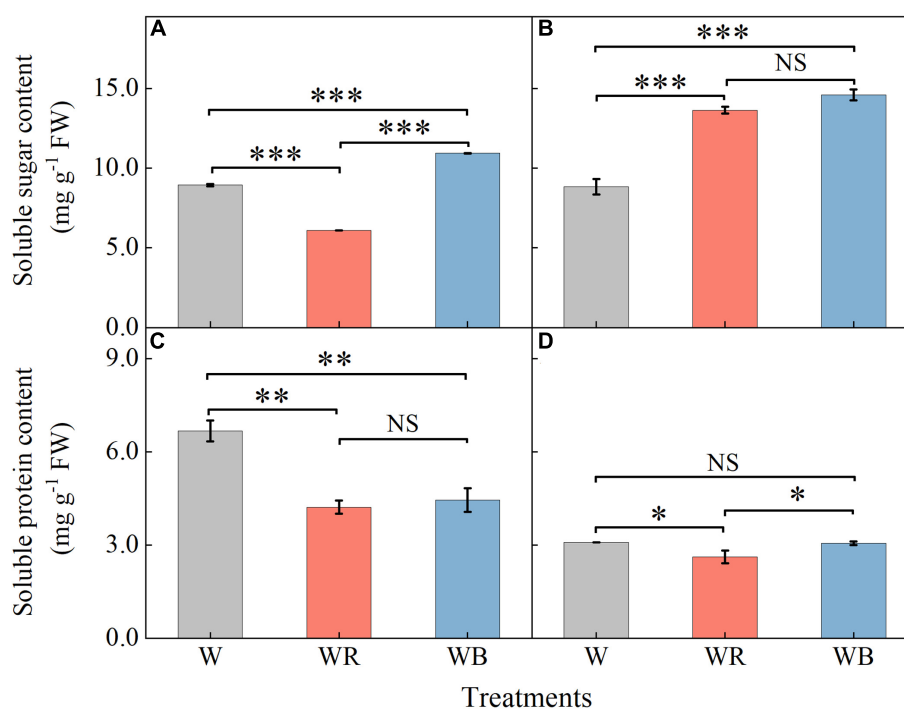 A
B
Soluble sugar content
(mg g⁻¹ FW)
15.0
10.0
5.0
0.0
***
***
***
***
***
NS
C
D
Soluble protein content
(mg g⁻¹ FW)
9.0
6.0
3.0
0.0
**
**
NS
NS
*
*
W WR WB W WR WB
Treatments